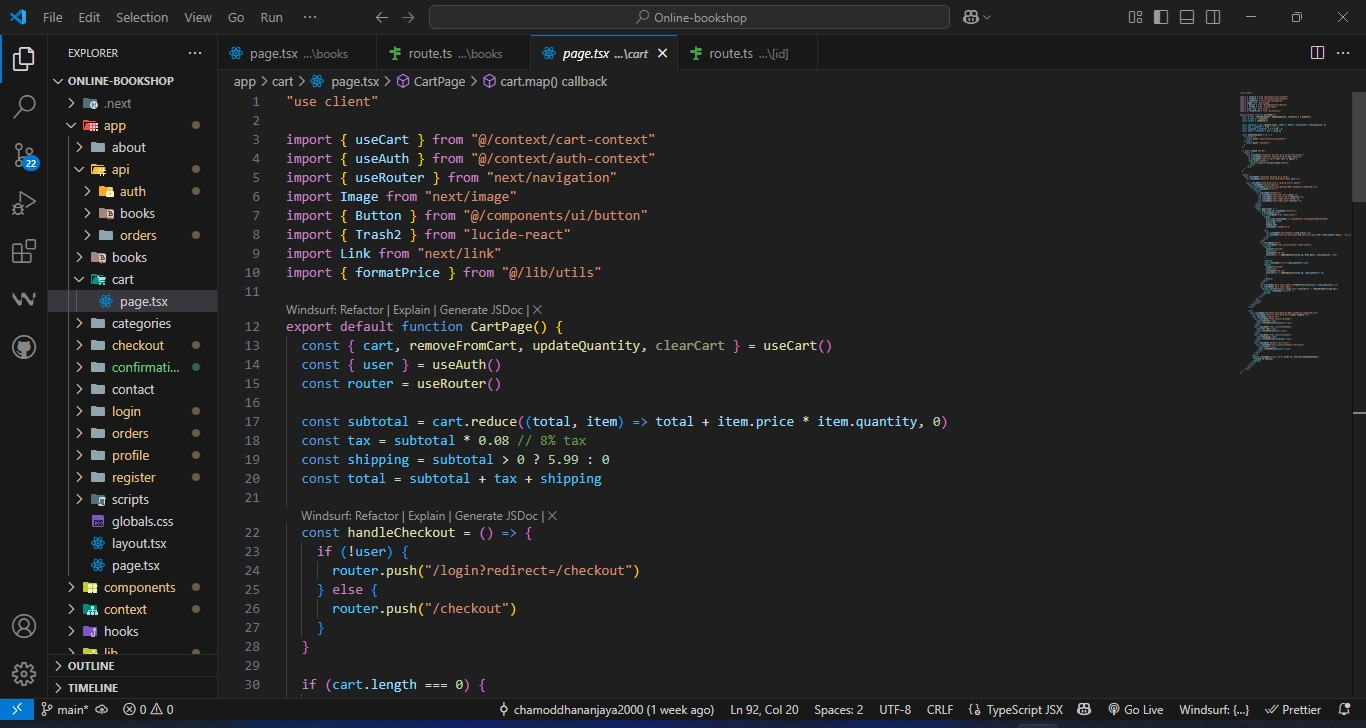 File Edit Selection View Go Run ··· Online-bookshop
EXPLORER ···
ONLINE-BOOKSHOP
.next
app
about
api
auth
books
orders
books
cart
page.tsx
categories
checkout
confirmati...
contact
login
orders
profile
register
scripts
globals.css
layout.tsx
page.tsx
components
context
hooks
lib
OUTLINE
TIMELINE
22
page.tsx ...\books route.ts ...\books page.tsx ...\cart route.ts ...\[id]
app > cart > page.tsx > CartPage > cart.map() callback
1 "use client"
2
3 import { useCart } from "@/context/cart-context"
4 import { useAuth } from "@/context/auth-context"
5 import { useRouter } from "next/navigation"
6 import Image from "next/image"
7 import { Button } from "@/components/ui/button"
8 import { Trash2 } from "lucide-react"
9 import Link from "next/link"
10 import { formatPrice } from "@/lib/utils"
11
Windsurf: Refactor | Explain | Generate JSDoc | X
12 export default function CartPage() {
13 const { cart, removeFromCart, updateQuantity, clearCart } = useCart()
14 const { user } = useAuth()
15 const router = useRouter()
16
17 const subtotal = cart.reduce((total, item) => total + item.price * item.quantity, 0)
18 const tax = subtotal * 0.08 // 8% tax
19 const shipping = subtotal > 0 ? 5.99 : 0
20 const total = subtotal + tax + shipping
21
Windsurf: Refactor | Explain | Generate JSDoc | X
22 const handleCheckout = () => {
23 if (!user) {
24 router.push("/login?redirect=/checkout")
25 } else {
26 router.push("/checkout")
27 }
28 }
29
30 if (cart.length === 0) {
main* 0 0 chamoddhananjaya2000 (1 week ago) Ln 92, Col 20 Spaces: 2 UTF-8 CRLF {} TypeScript JSX Go Live Windsurf: {...} Prettier